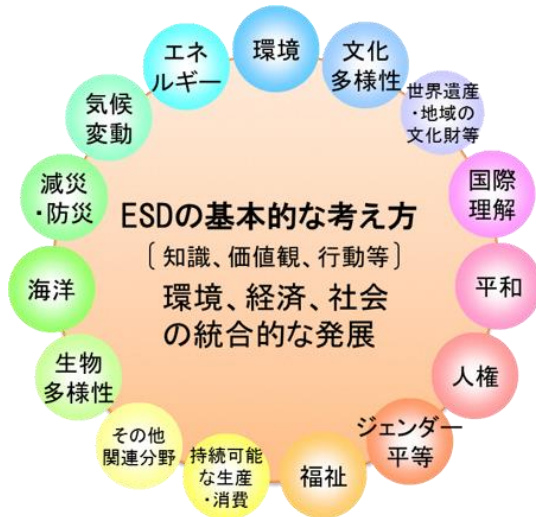 環境
文化
多様性
世界遺産
・地域の
文化財等
国際
理解
平和
人権
ジェンダー
平等
福祉
持続可能
な生産
・消費
その他
関連分野
生物
多様性
海洋
減災
・防災
気候
変動
エネ
ルギー
ESDの基本的な考え方
［知識、価値観、行動等］
環境、経済、社会
の統合的な発展